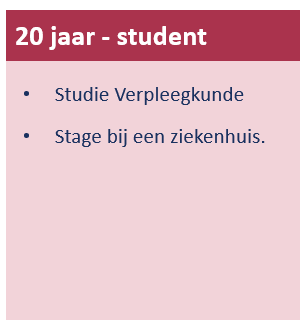 20 jaar - student
• Studie Verpleegkunde
• Stage bij een ziekenhuis.